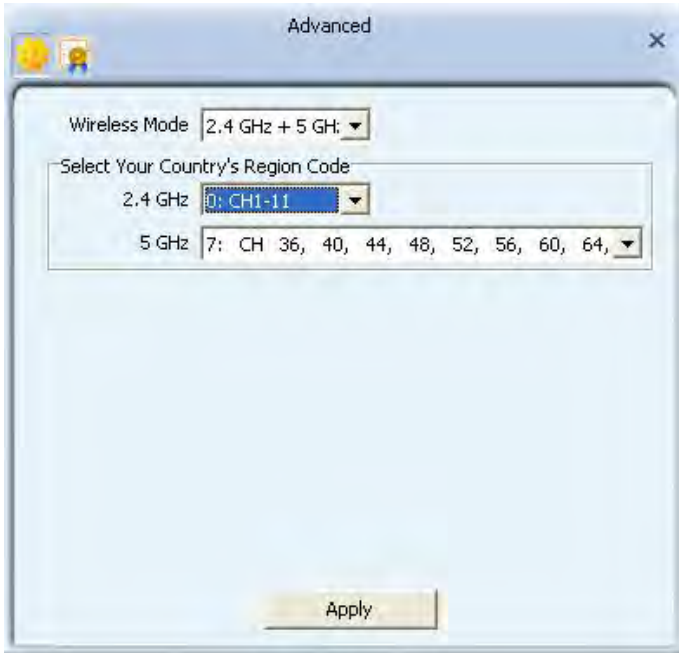 Advanced
Wireless Mode 2.4 GHz + 5 GH
Select Your Country's Region Code
2.4 GHz 0: CH1-11
5 GHz 7: CH 36, 40, 44, 48, 52, 56, 60, 64,
Apply